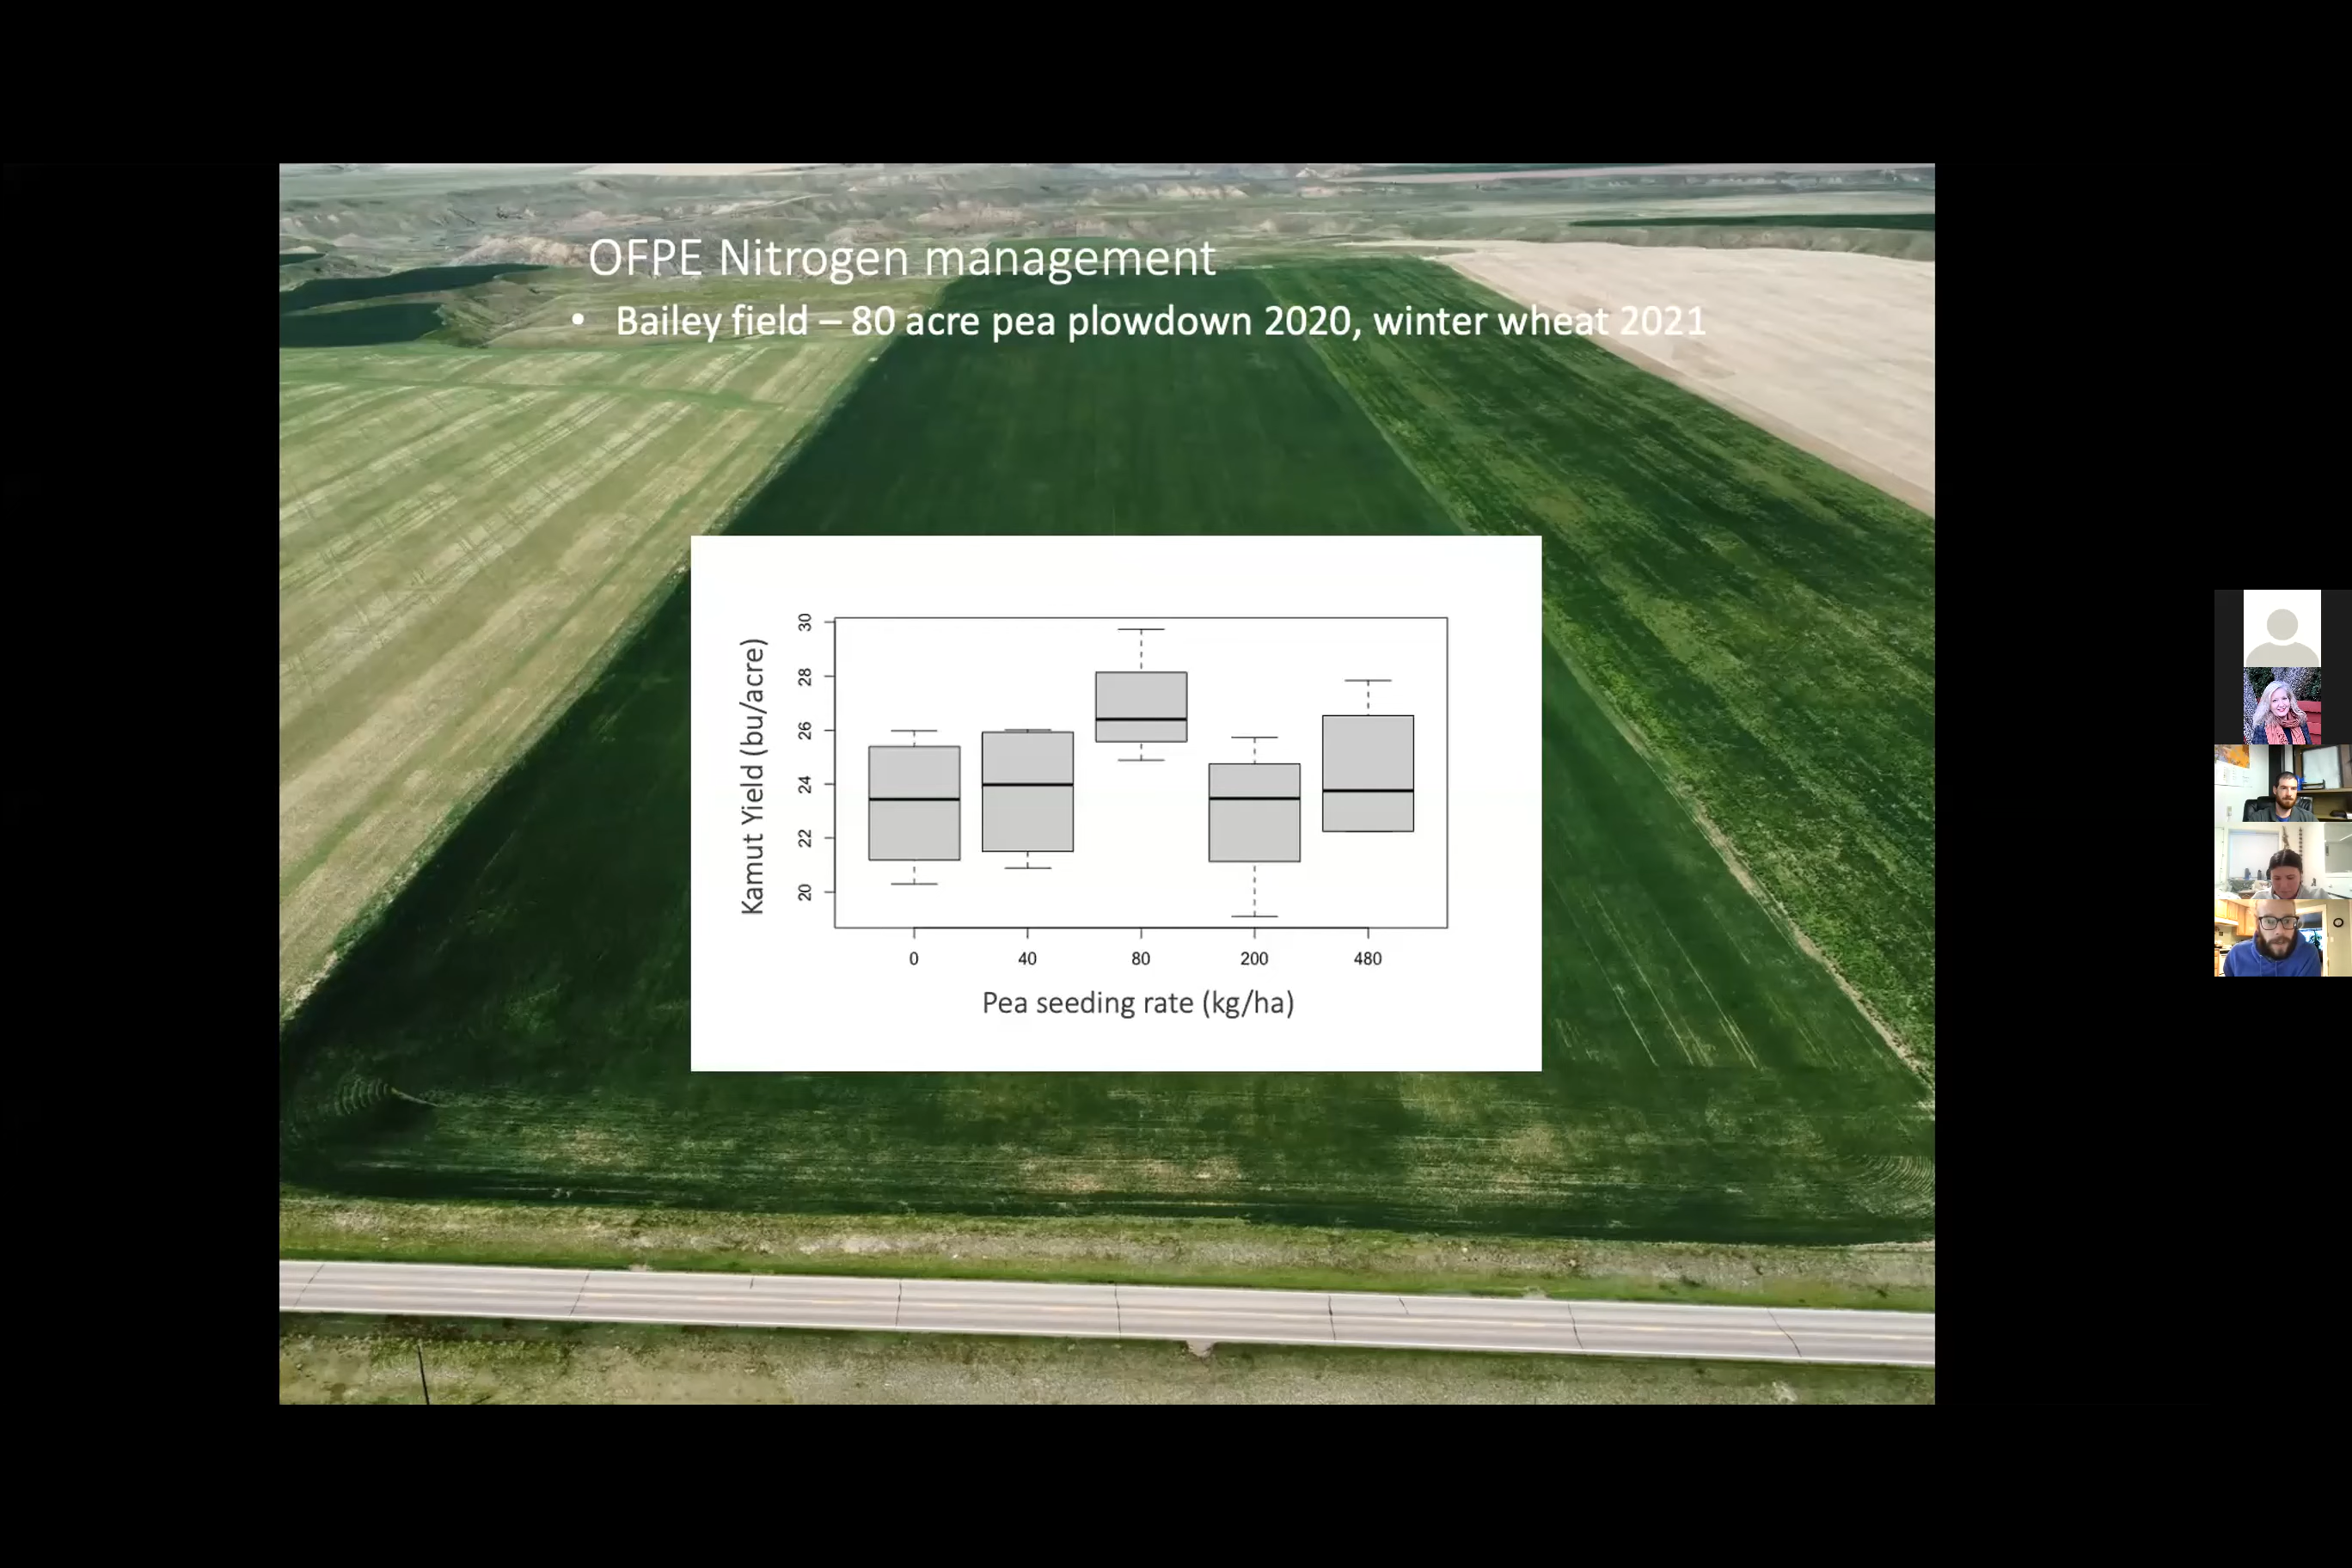 OFPE Nitrogen management
• Bailey field – 80 acre pea plowdown 2020, winter wheat 2021
Kamut Yield (bu/acre)
30
28
26
24
22
20
0 40 80 200 480
Pea seeding rate (kg/ha)